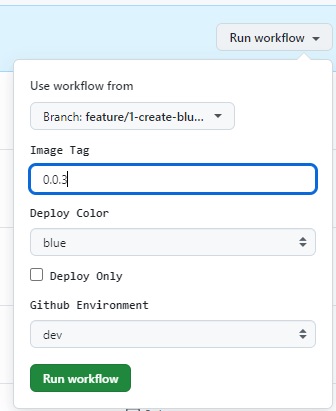 Run workflow
Use workflow from
Branch: feature/1-create-blu...
Image Tag
0.0.3
Deploy Color
blue
Deploy Only
Github Environment
dev
Run workflow